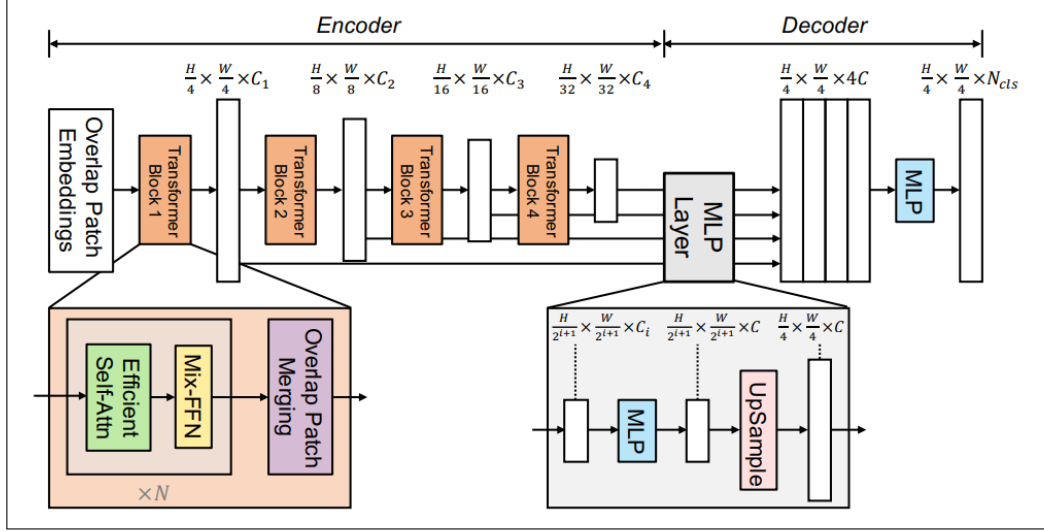 Encoder
Decoder
H/4 × W/4 ×C₁
H/8 × W/8 ×C₂
H/16 × W/16 ×C₃
H/32 × W/32 ×C₄
H/4 × W/4 ×4C
H/4 × W/4 ×N_cls
Overlap Patch
Embeddings
Transformer
Block 1
Transformer
Block 2
Transformer
Block 3
Transformer
Block 4
MLP
Layer
MLP
Efficient
Self-Attn
Mix-FFN
Overlap Patch
Merging
×N
H/2^(i+1) × W/2^(i+1) ×C_i
H/2^(i+1) × W/2^(i+1) ×C
H/4 × W/4 ×C
MLP
UpSample